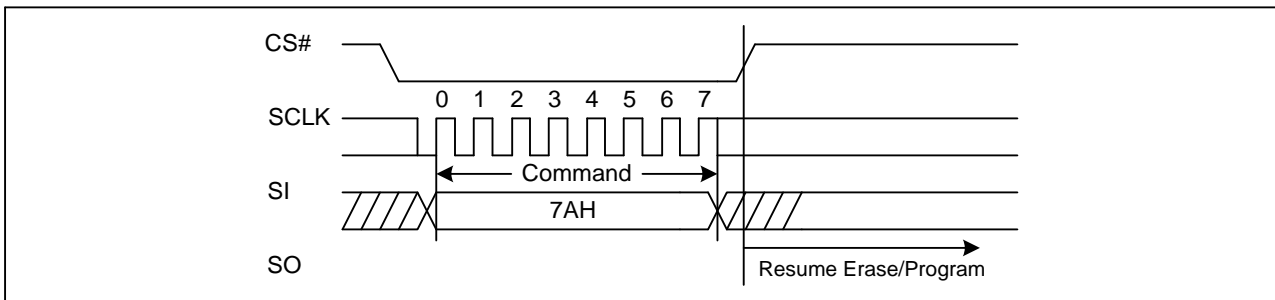 CS#
0 1 2 3 4 5 6 7
SCLK
Command
SI
7AH
SO
Resume Erase/Program